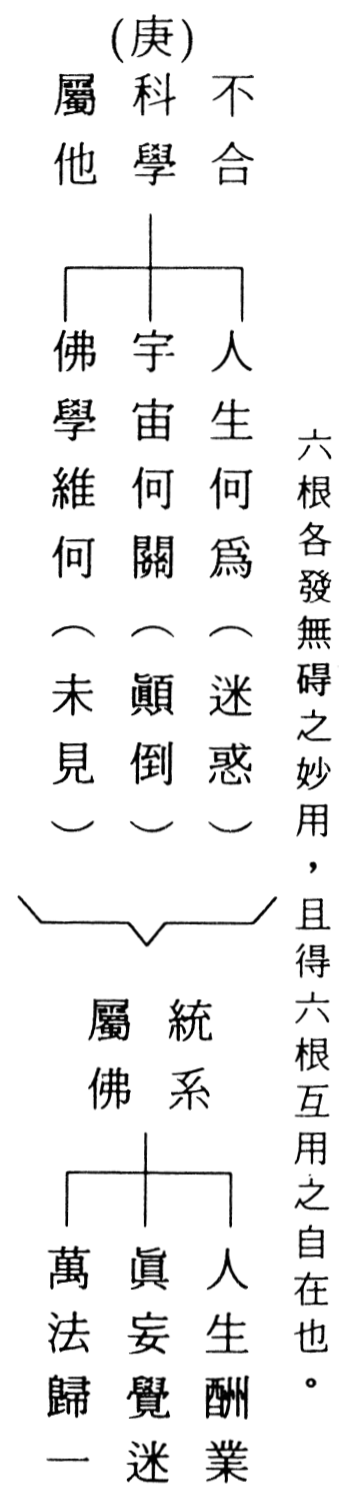 六根各發無碍之妙用，且得六根互用之自在也。
(庚)
不合
科學
屬他
人生何爲（迷惑）
宇宙何關（顚倒）
佛學維何（未見）
統系
屬佛
人生酬業
眞妄覺迷
萬法歸一